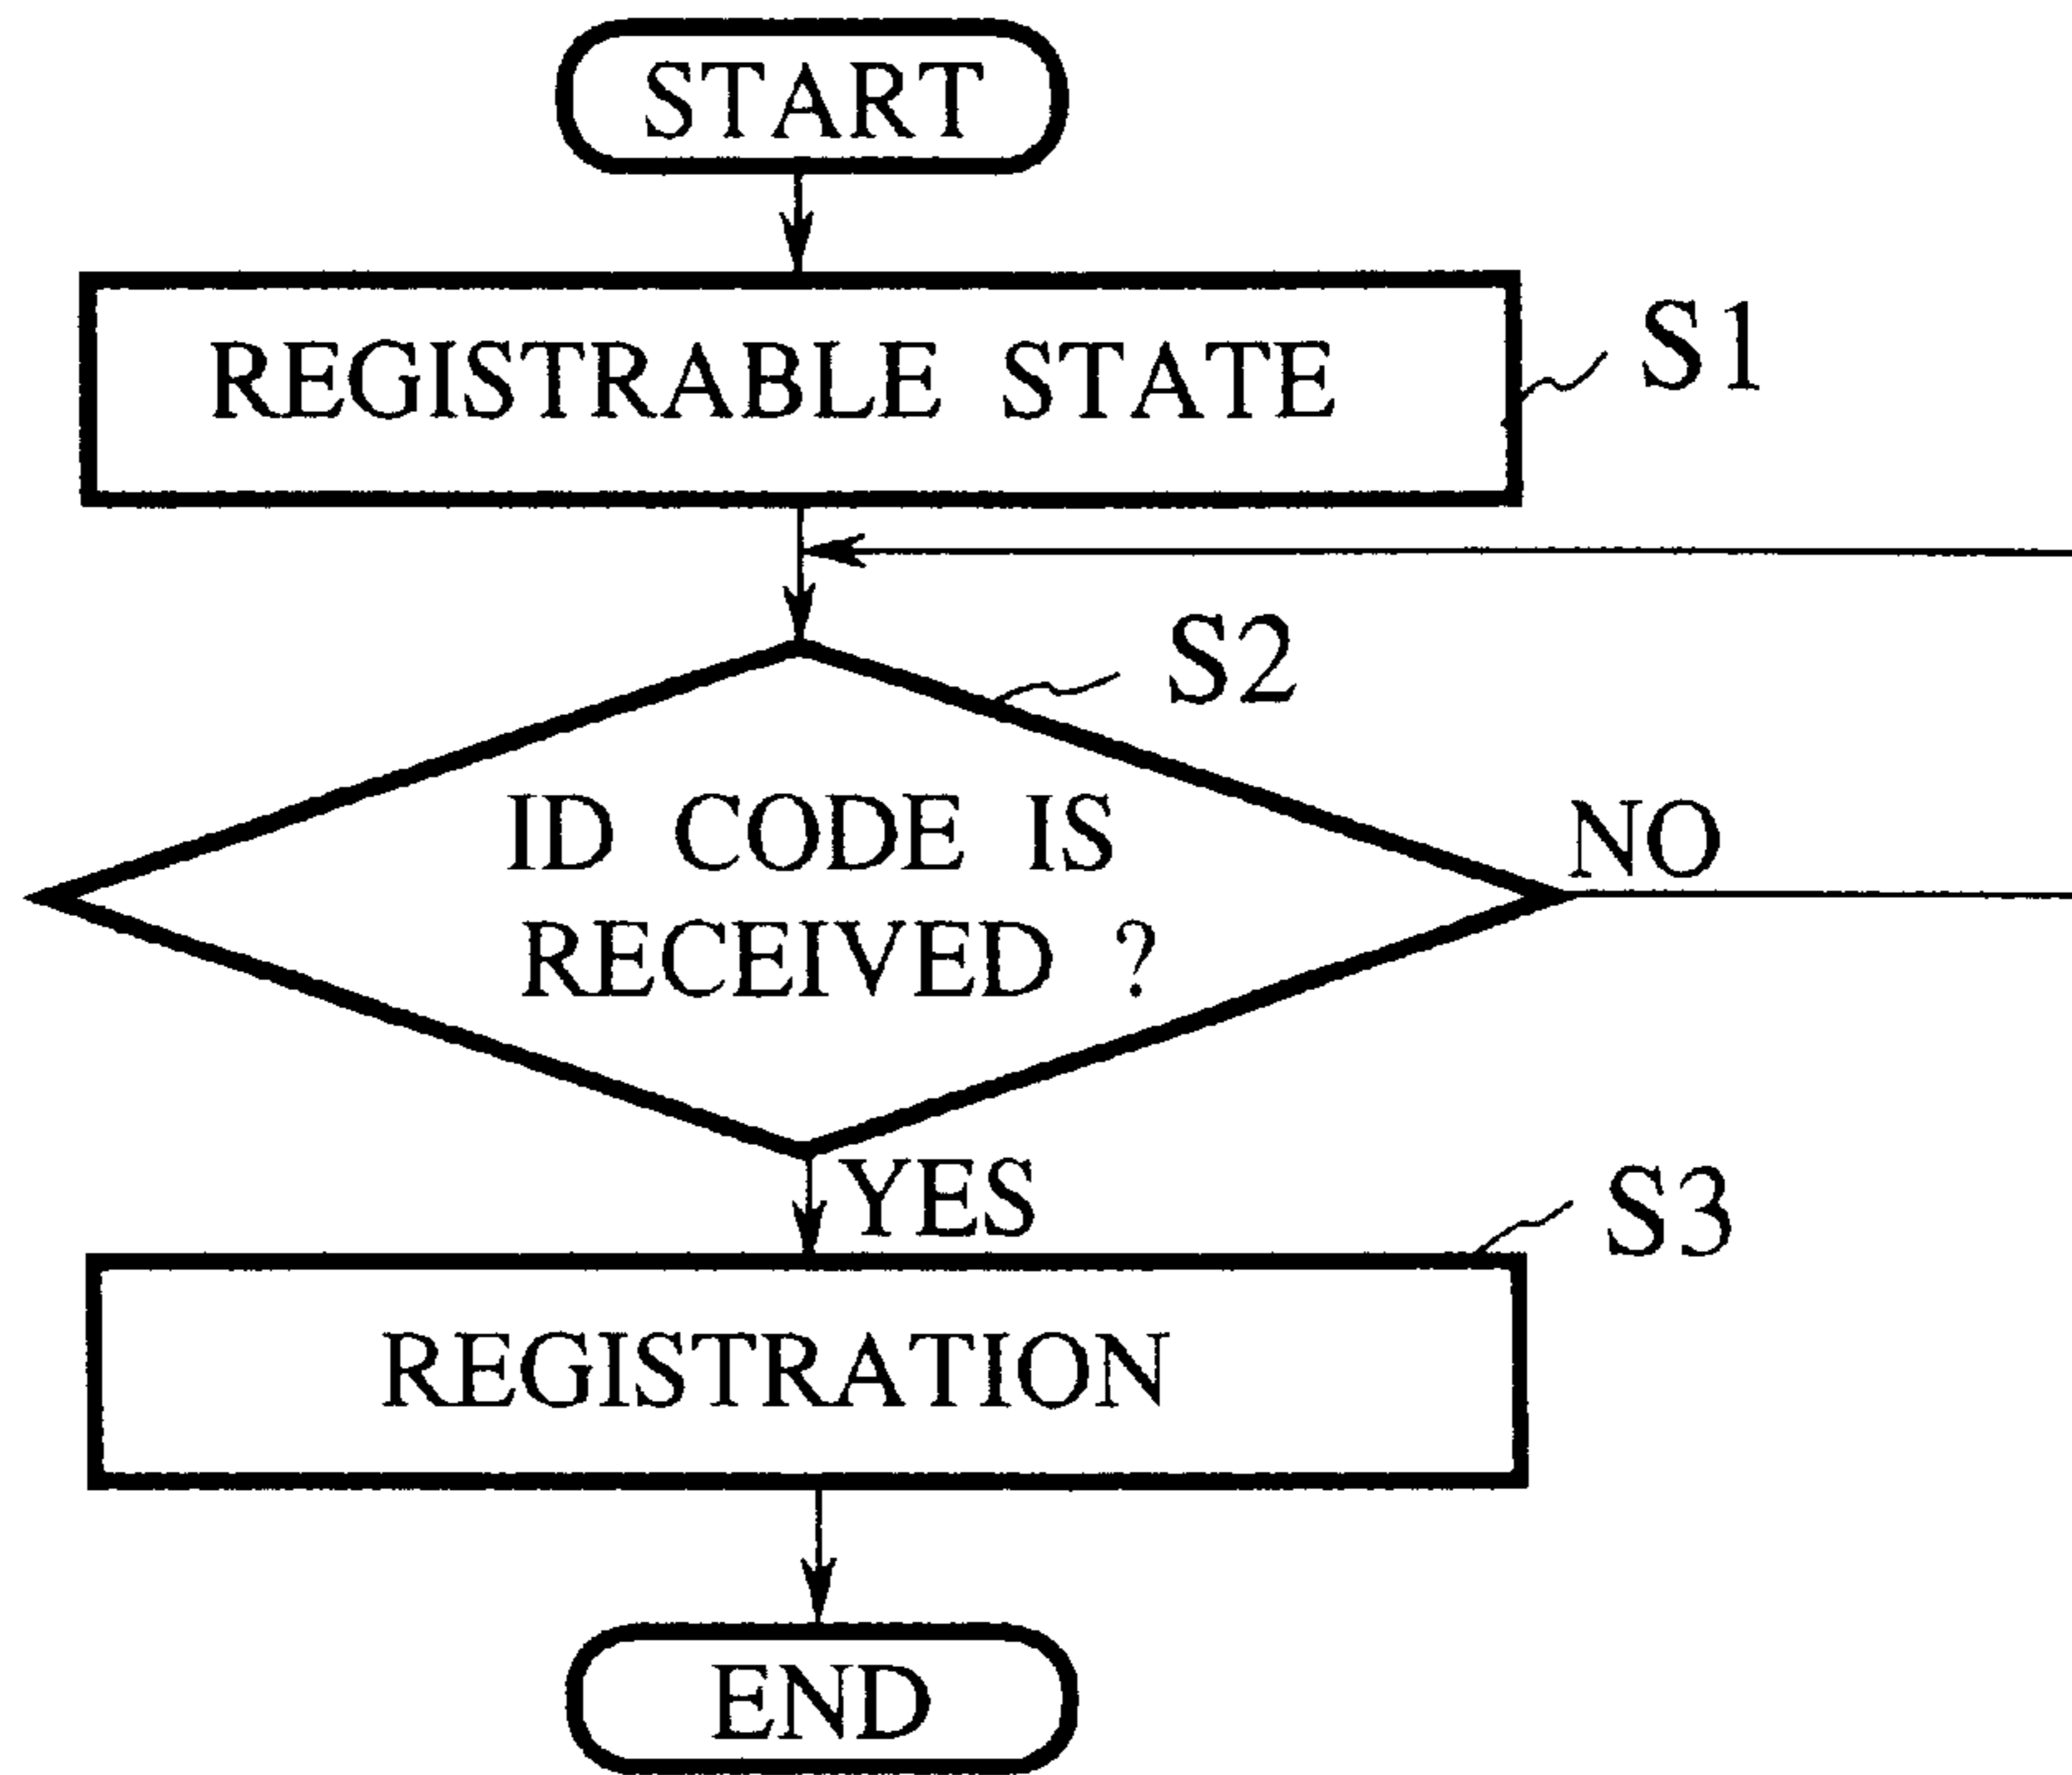 START
REGISTRABLE STATE
S1
S2
ID CODE IS
RECEIVED ?
NO
YES
S3
REGISTRATION
END